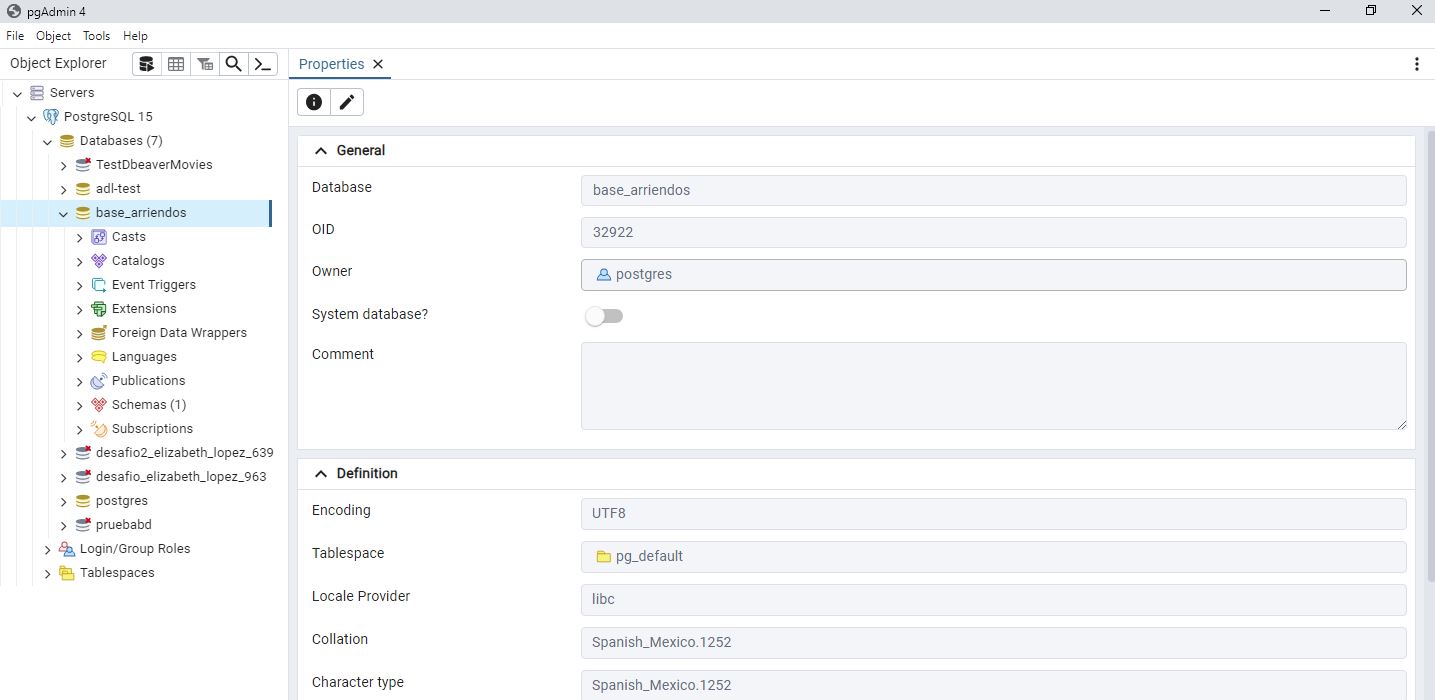 pgAdmin 4
File Object Tools Help
Object Explorer
Servers
PostgreSQL 15
Databases (7)
TestDbeaverMovies
adl-test
base_arriendos
Casts
Catalogs
Event Triggers
Extensions
Foreign Data Wrappers
Languages
Publications
Schemas (1)
Subscriptions
desafio2_elizabeth_lopez_639
desafio_elizabeth_lopez_963
postgres
pruebabd
Login/Group Roles
Tablespaces
Properties
General
Database base_arriendos
OID 32922
Owner postgres
System database?
Comment
Definition
Encoding UTF8
Tablespace pg_default
Locale Provider libc
Collation Spanish_Mexico.1252
Character type Spanish_Mexico.1252